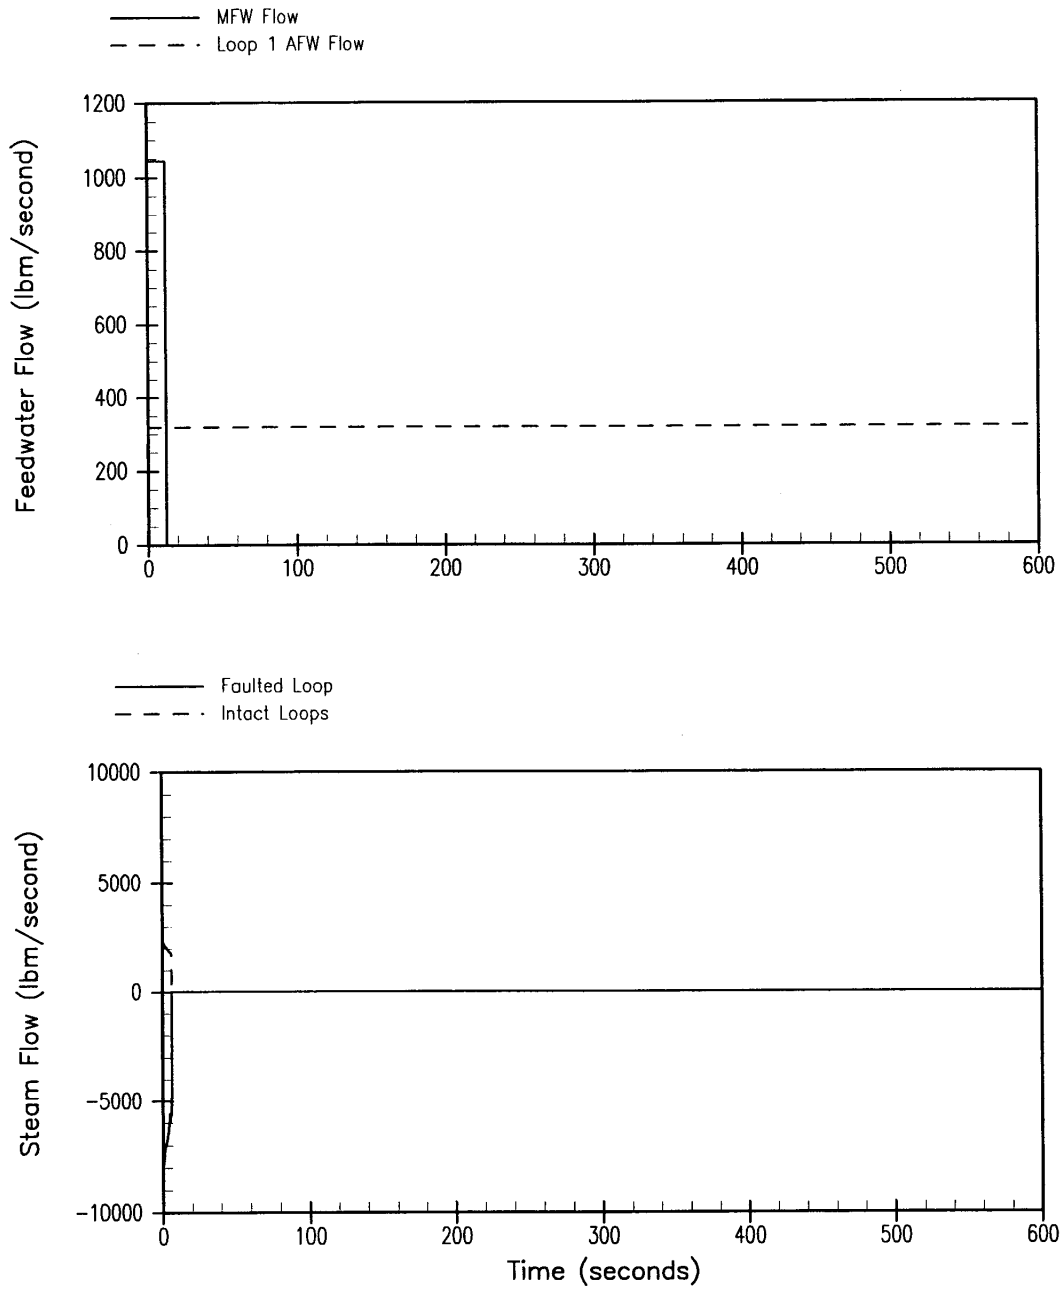 MFW Flow
Loop 1 AFW Flow
1200
1000
800
600
400
200
0
Feedwater Flow (lbm/second)
0 100 200 300 400 500 600
Faulted Loop
Intact Loops
10000
5000
0
-5000
-10000
Steam Flow (lbm/second)
0 100 200 300 400 500 600
Time (seconds)